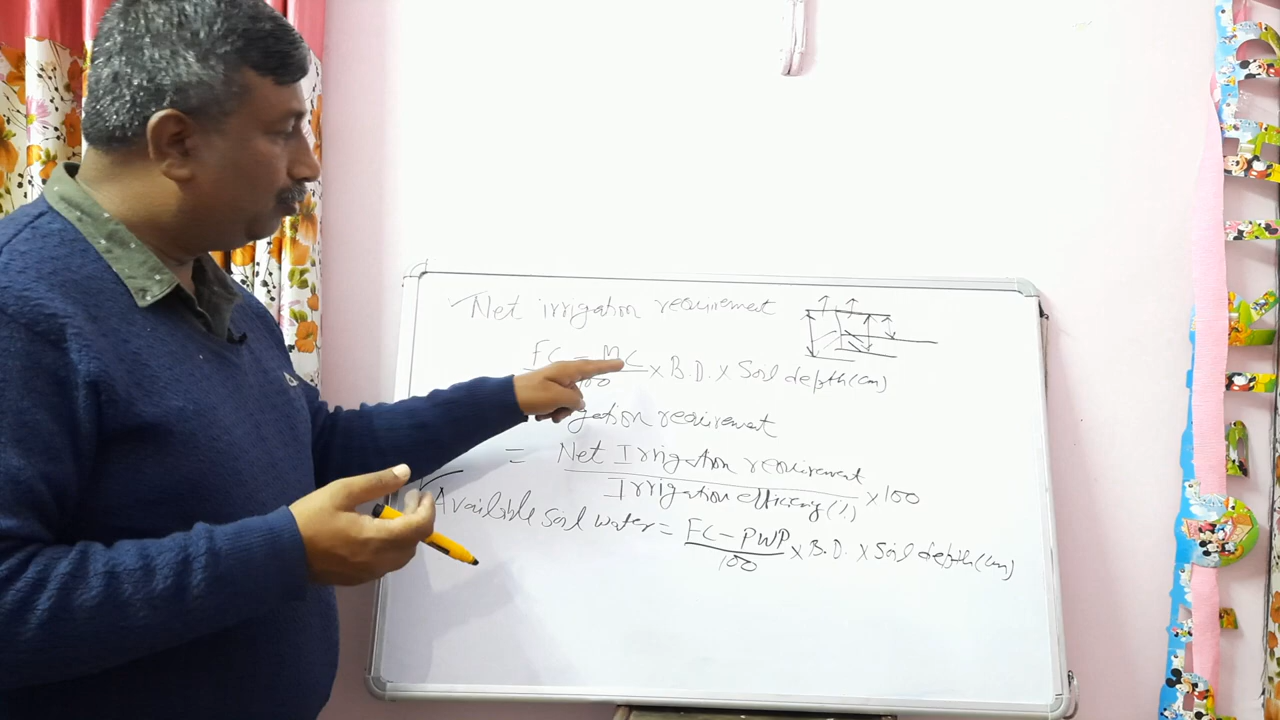 Net irrigation requirement
FC - MC
100 × B.D. × Soil depth (cm)
gation requirement
= Net Irrigation requirement
Irrigation efficiency (%) × 100
Available Soil water = FC - PWP
100 × B.D. × Soil depth (cm)